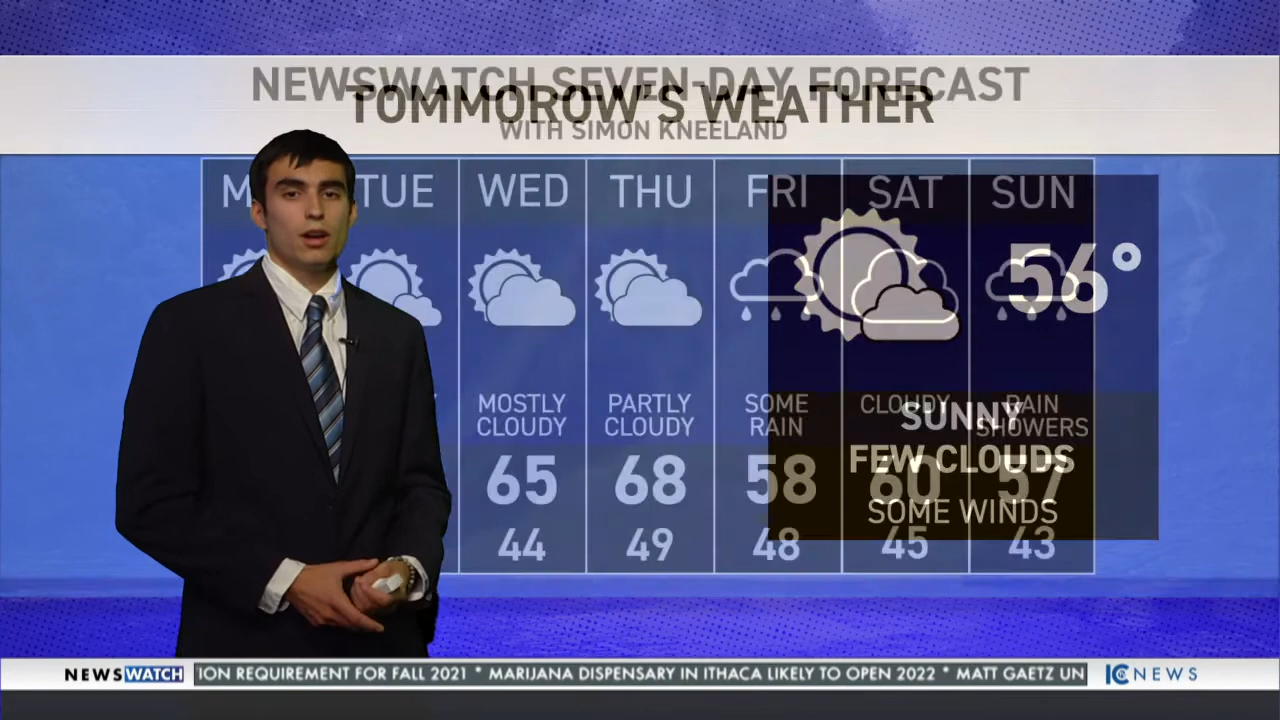 NEWSWATCH SEVEN-DAY FORECAST
TOMMOROW'S WEATHER
WITH SIMON KNEELAND
M TUE WED THU FRI SAT SUN
56°
MOSTLY CLOUDY
PARTLY CLOUDY
SOME RAIN
CLOUDY
RAIN SHOWERS
SUNNY
FEW CLOUDS
SOME WINDS
65 68 58 60 57
44 49 48 45 43
NEWSWATCH
ION REQUIREMENT FOR FALL 2021 * MARIJANA DISPENSARY IN ITHACA LIKELY TO OPEN 2022 * MATT GAETZ UN
IC NEWS